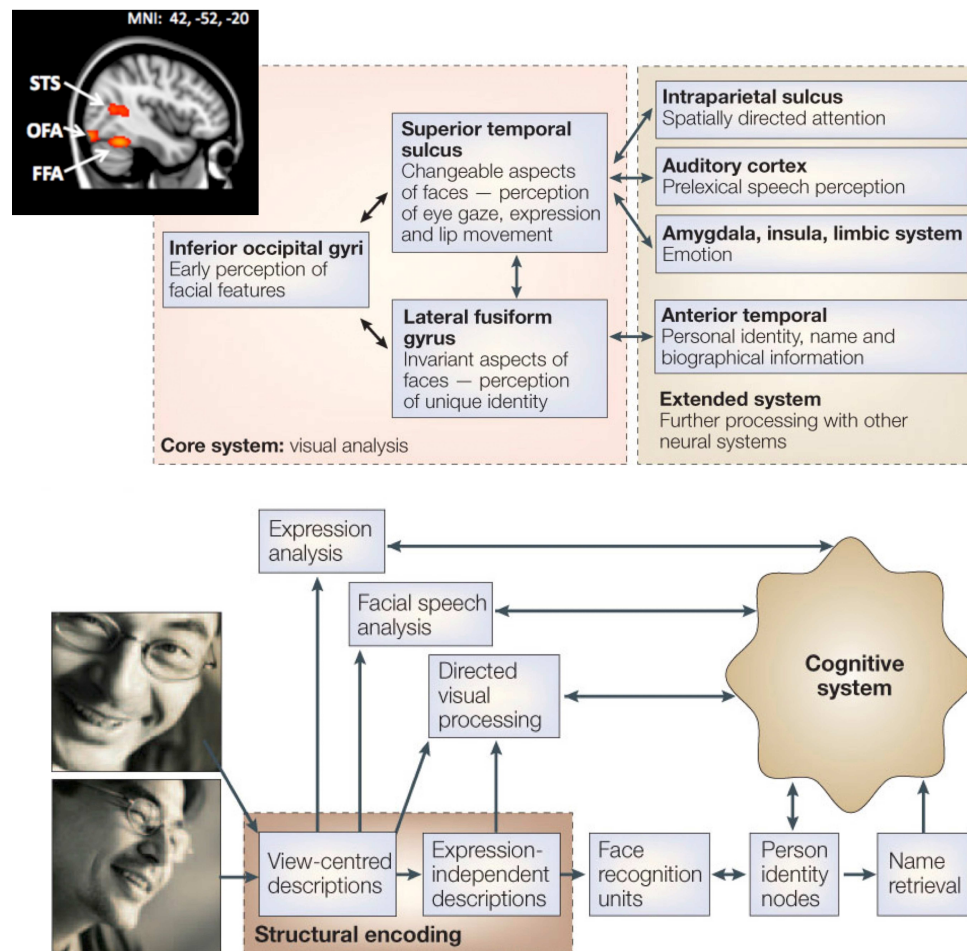 MNI: 42, -52, -20
STS
OFA
FFA
Inferior occipital gyri
Early perception of
facial features
Superior temporal
sulcus
Changeable aspects
of faces — perception
of eye gaze, expression
and lip movement
Lateral fusiform
gyrus
Invariant aspects of
faces — perception
of unique identity
Core system: visual analysis
Intraparietal sulcus
Spatially directed attention
Auditory cortex
Prelexical speech perception
Amygdala, insula, limbic system
Emotion
Anterior temporal
Personal identity, name and
biographical information
Extended system
Further processing with other
neural systems
Expression
analysis
Facial speech
analysis
Directed
visual
processing
Cognitive
system
View-centred
descriptions
Expression-
independent
descriptions
Structural encoding
Face
recognition
units
Person
identity
nodes
Name
retrieval